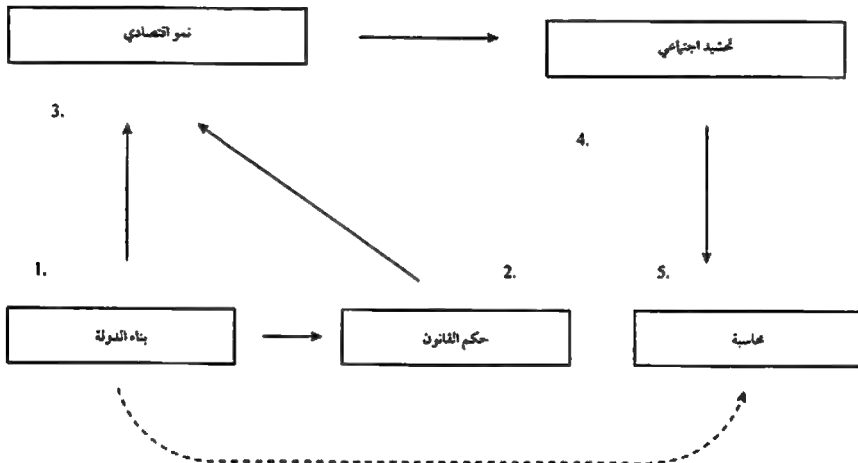 نمو اقتصادي
تحشيد اجتماعي
3.
4.
1.
2.
5.
بناء الدولة
حكم القانون
محاسبة